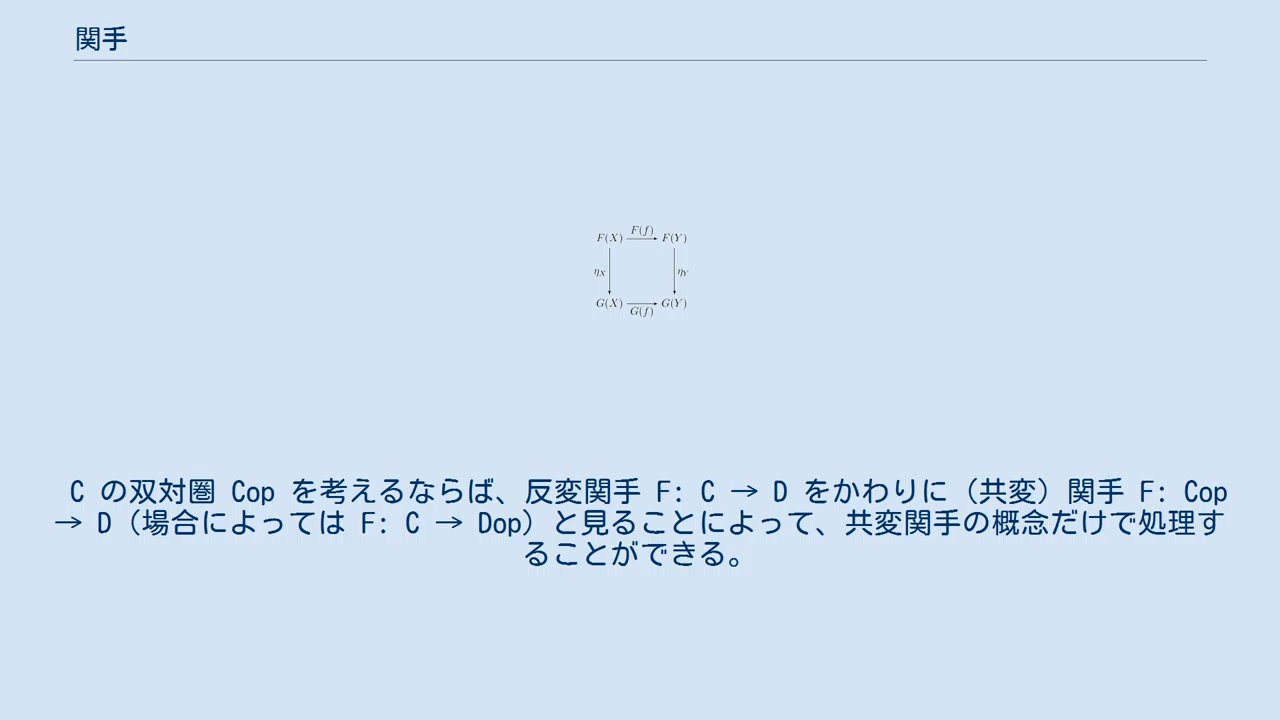 関手
F(f)
F(X) F(Y)
ηX ηY
G(X) G(Y)
G(f)
C の双対圏 Cop を考えるならば、反変関手 F: C → D をかわりに（共変）関手 F: Cop
→ D（場合によっては F: C → Dop）と見ることによって、共変関手の概念だけで処理す
ることができる。